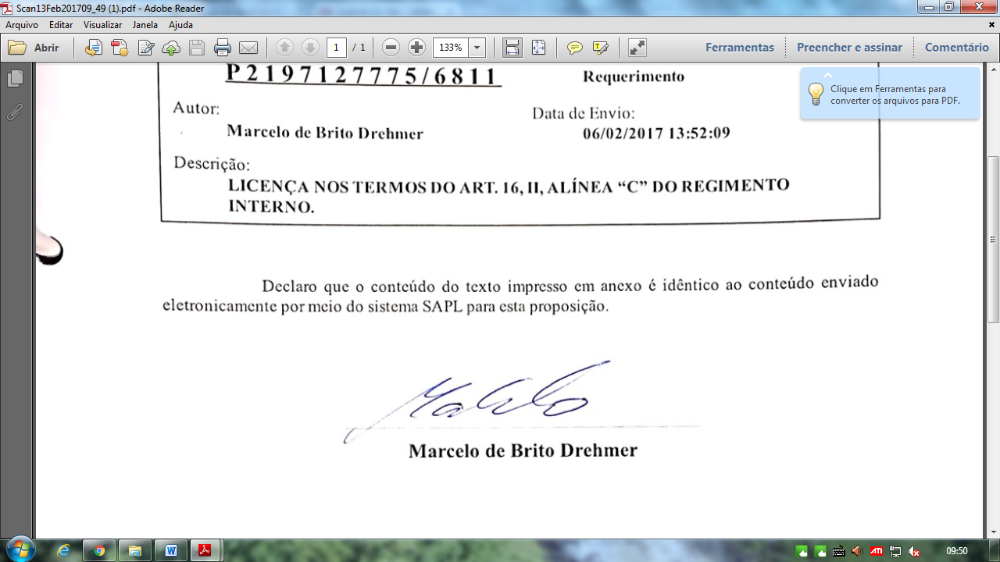 Scan13Feb201709_49 (1).pdf - Adobe Reader
Arquivo Editar Visualizar Janela Ajuda
Abrir 1 / 1 133% Ferramentas Preencher e assinar Comentário
Clique em Ferramentas para
converter os arquivos para PDF.
P2197127775/6811 Requerimento
Autor: Data de Envio:
Marcelo de Brito Drehmer 06/02/2017 13:52:09
Descrição:
LICENÇA NOS TERMOS DO ART. 16, II, ALÍNEA “C” DO REGIMENTO
INTERNO.
Declaro que o conteúdo do texto impresso em anexo é idêntico ao conteúdo enviado
eletronicamente por meio do sistema SAPL para esta proposição.
Marcelo de Brito Drehmer
ATI 09:50